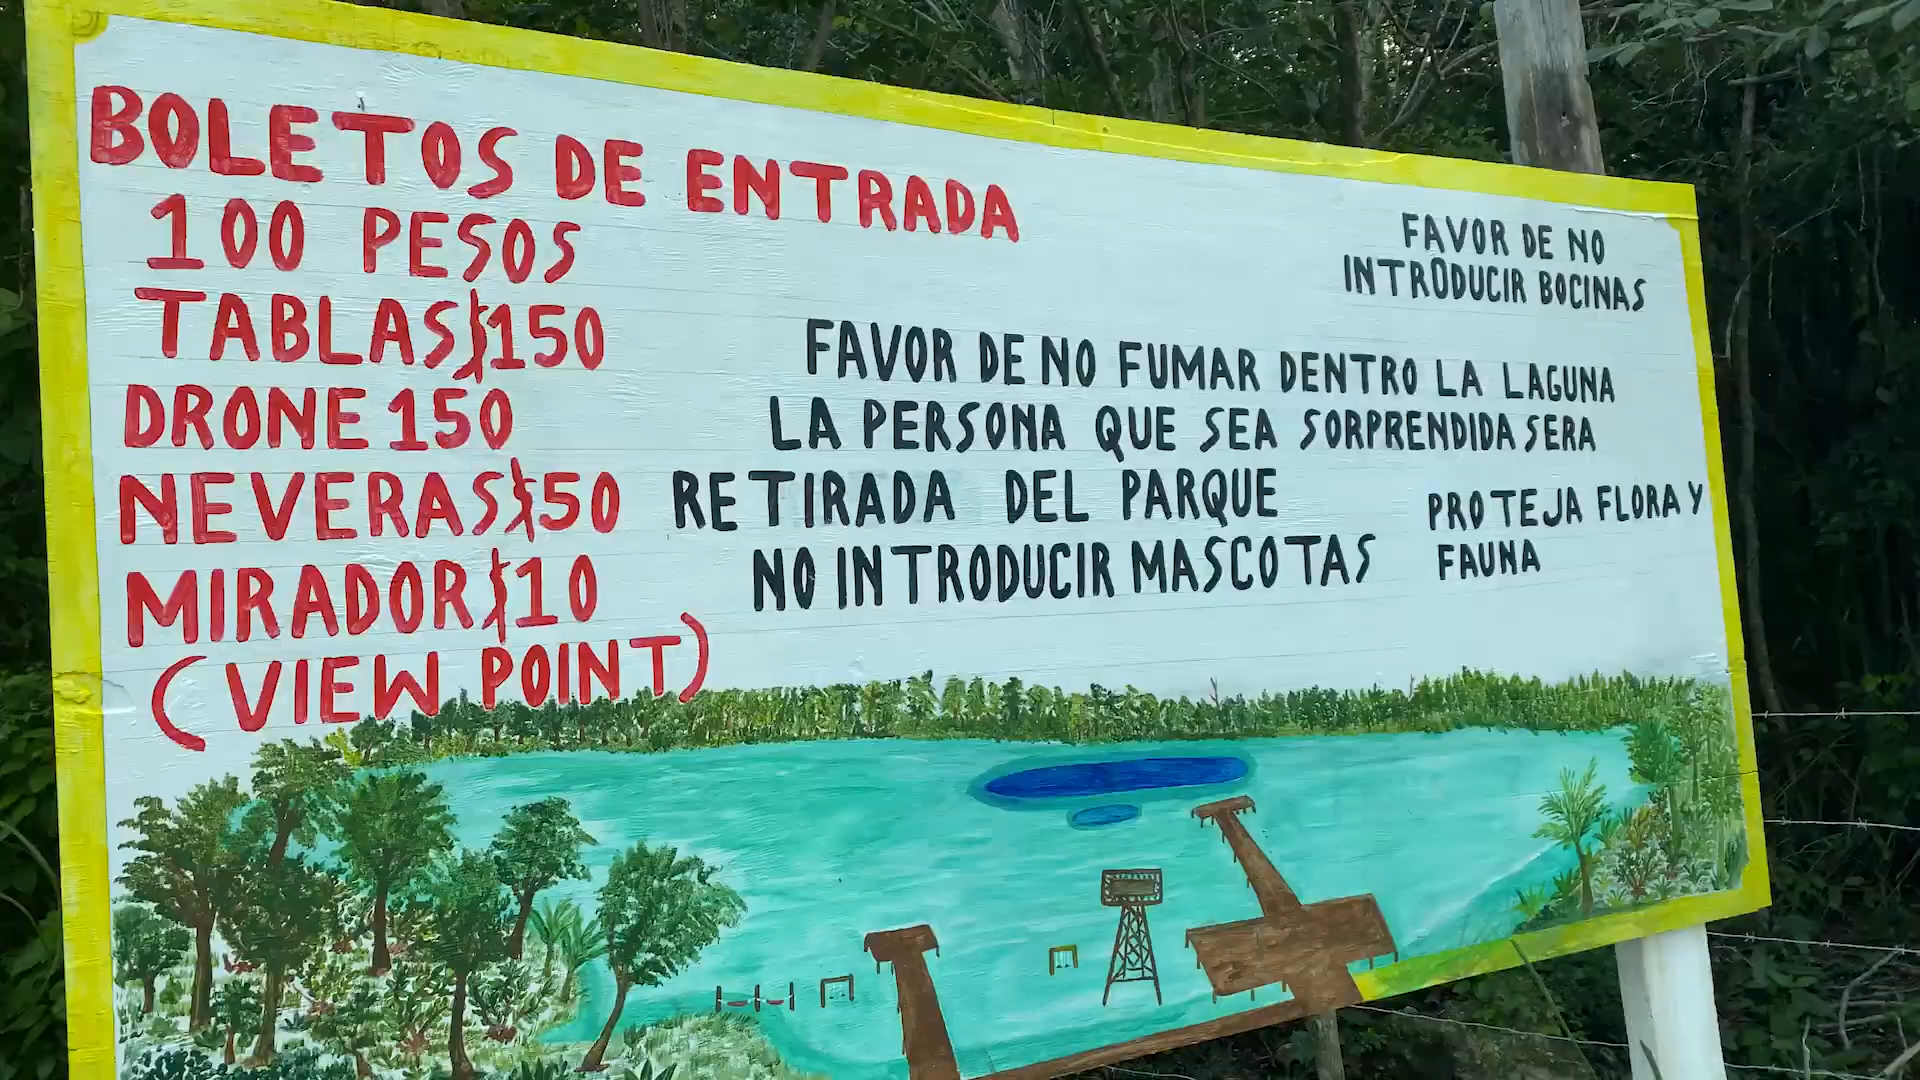 BOLETOS DE ENTRADA
100 PESOS
TABLAS $150
DRONE 150
NEVERAS $50
MIRADOR $10
(VIEW POINT)
FAVOR DE NO
INTRODUCIR BOCINAS
FAVOR DE NO FUMAR DENTRO LA LAGUNA
LA PERSONA QUE SEA SORPRENDIDA SERA
RETIRADA DEL PARQUE
NO INTRODUCIR MASCOTAS
PROTEJA FLORA Y
FAUNA